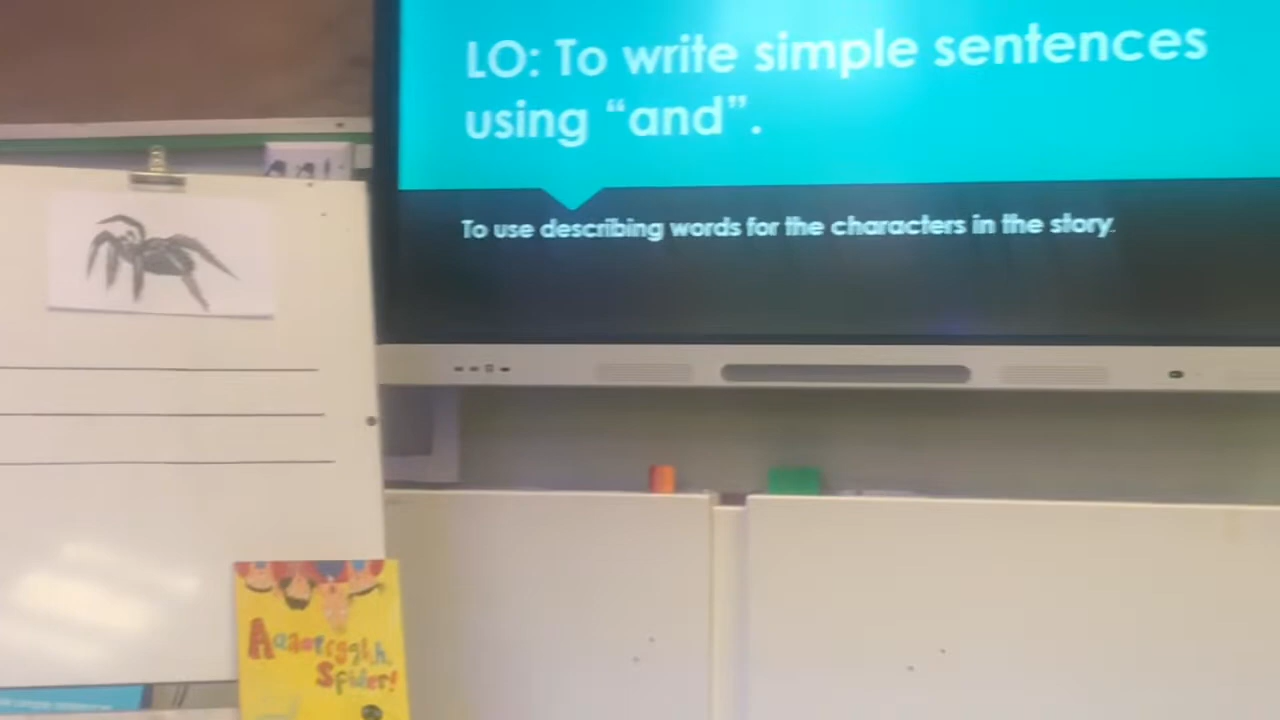 LO: To write simple sentences
using “and”.
To use describing words for the characters in the story.
Aaaarrgghh,
Spider!